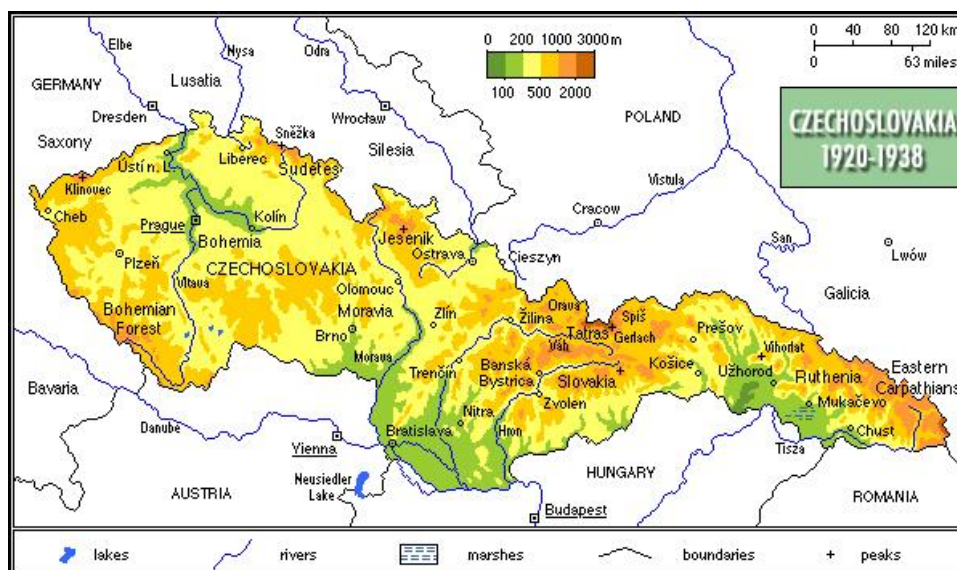 Elbe
Nysa
Odra
0 200 1000 3000 m
100 500 2000
0 40 80 120 km
63 miles
CZECHOSLOVAKIA
1920-1938
GERMANY
Lusatia
Dresden
Wrocław
POLAND
Saxony
Sněžka
Silesia
Ústí n. L.
Liberec
Sudetes
Klínovec
Vistula
Cheb
Prague
Kolín
Cracow
San
Bohemia
Jeseník
Lwów
Plzeň
Ostrava
Cieszyn
CZECHOSLOVAKIA
Vltava
Olomouc
Galicia
Bohemian
Forest
Moravia
Zlín
Žilina
Orava
Spiš
Tatras
Gerlach
Prešov
Brno
Morava
Váh
Vihorlat
Trenčín
Banská
Bystrica
Slovakia
Košice
Užhorod
Ruthenia
Eastern
Carpathians
Bavaria
Zvolen
Mukačevo
Nitra
Danube
Bratislava
Hron
Chust
Vienna
Tisza
Neusiedler
Lake
HUNGARY
AUSTRIA
Budapest
ROMANIA
lakes
rivers
marshes
boundaries
peaks